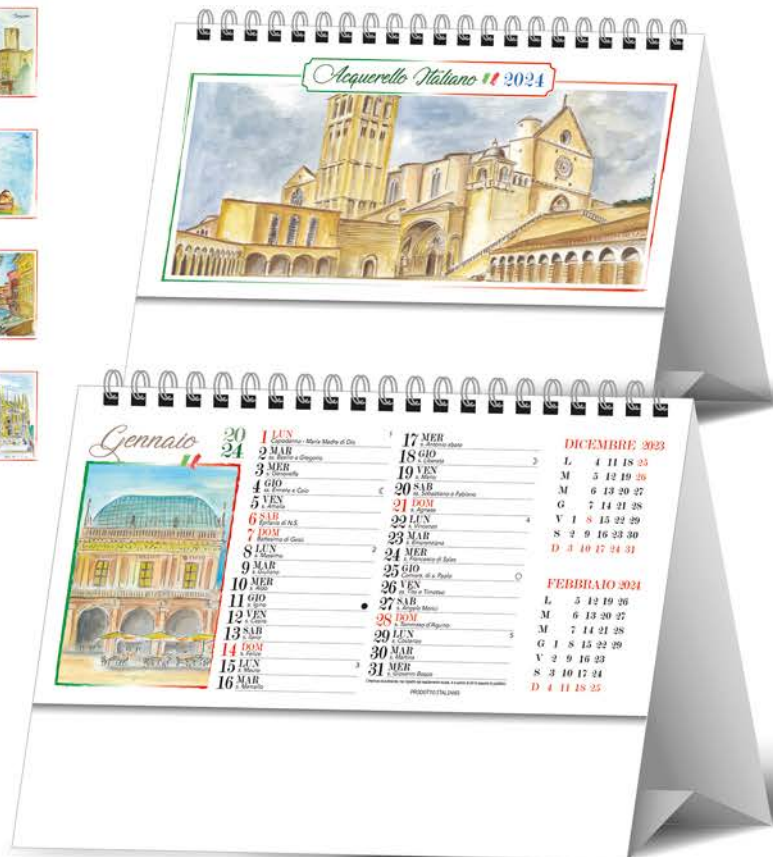 Acquerello Italiano 2024
Gennaio
20
24
1 LUN
Capodanno - Maria Madre di Dio
1
2 MAR
ss. Basilio e Gregorio
3 MER
s. Genoveffa
4 GIO
ss. Ermete e Caio
5 VEN
s. Amelia
6 SAB
Epifania di N.S.
7 DOM
Battesimo di Gesù
8 LUN
s. Massimo
2
9 MAR
s. Giuliano
10 MER
s. Aldo
11 GIO
s. Igino
12 VEN
s. Cesira
13 SAB
s. Ilario
14 DOM
s. Felice
15 LUN
s. Mauro
3
16 MAR
s. Marcello
17 MER
s. Antonio abate
18 GIO
s. Liberata
19 VEN
s. Mario
20 SAB
ss. Sebastiano e Fabiano
21 DOM
s. Agnese
22 LUN
s. Vincenzo
4
23 MAR
s. Emerenziana
24 MER
s. Francesco di Sales
25 GIO
Convers. di s. Paolo
26 VEN
ss. Tito e Timoteo
27 SAB
s. Angela Merici
28 DOM
s. Tommaso d'Aquino
29 LUN
s. Costanzo
5
30 MAR
s. Martina
31 MER
s. Giovanni Bosco
DICEMBRE 2023
L 4 11 18 25
M 5 12 19 26
M 6 13 20 27
G 7 14 21 28
V 1 8 15 22 29
S 2 9 16 23 30
D 3 10 17 24 31
FEBBRAIO 2024
L 5 12 19 26
M 6 13 20 27
M 7 14 21 28
G 1 8 15 22 29
V 2 9 16 23
S 3 10 17 24
D 4 11 18 25